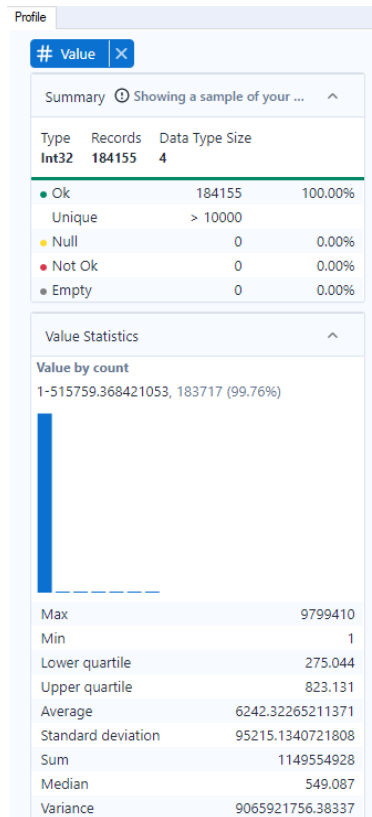 Profile
# Value ×
Summary Showing a sample of your ...
Type Records Data Type Size
Int32 184155 4
Ok 184155 100.00%
Unique > 10000
Null 0 0.00%
Not Ok 0 0.00%
Empty 0 0.00%
Value Statistics
Value by count
1-515759.368421053, 183717 (99.76%)
Max 9799410
Min 1
Lower quartile 275.044
Upper quartile 823.131
Average 6242.32265211371
Standard deviation 95215.1340721808
Sum 1149554928
Median 549.087
Variance 9065921756.38337